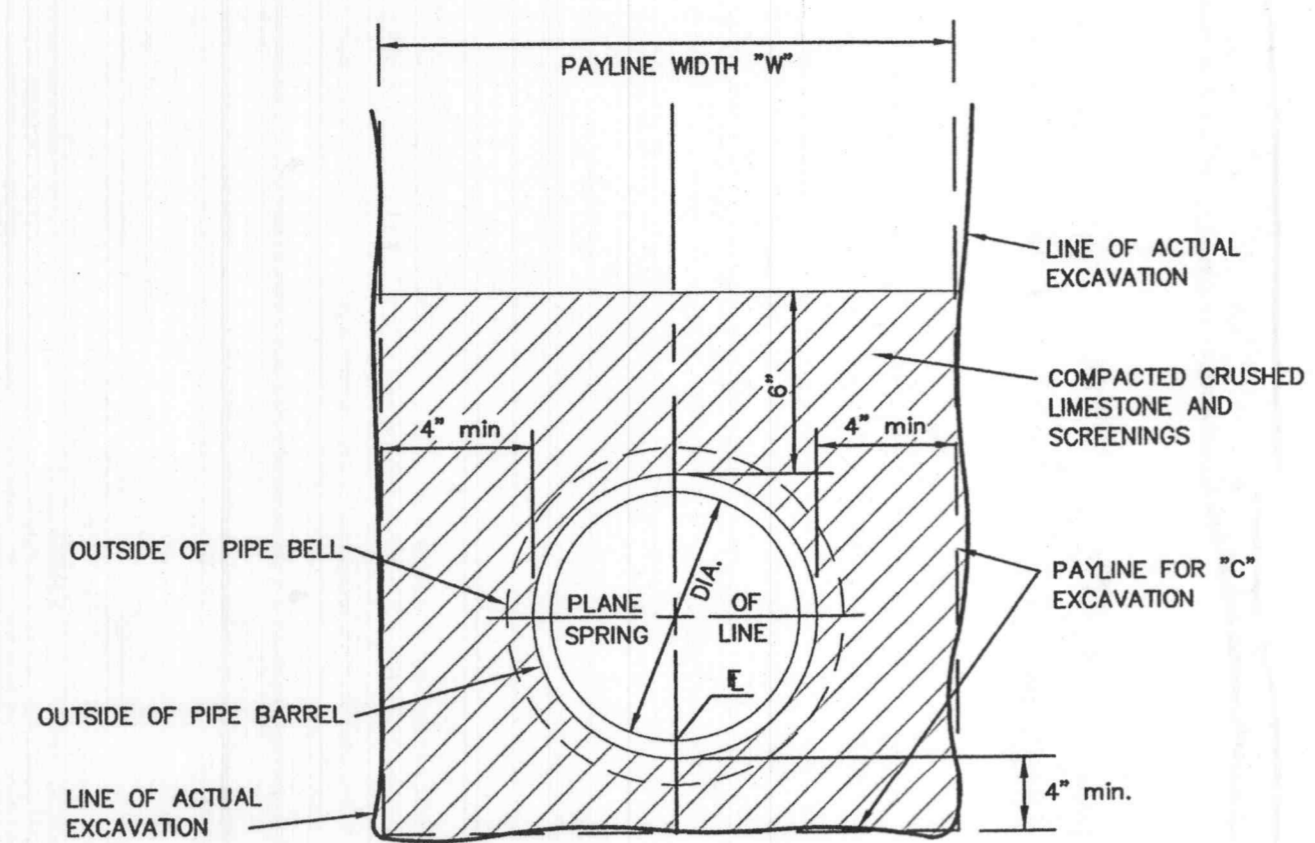 PAYLINE WIDTH "W"
LINE OF ACTUAL
EXCAVATION
6"
COMPACTED CRUSHED
LIMESTONE AND
SCREENINGS
4" min
4" min
OUTSIDE OF PIPE BELL
DIA.
PLANE
OF
SPRING
LINE
PAYLINE FOR "C"
EXCAVATION
OUTSIDE OF PIPE BARREL
4" min.
LINE OF ACTUAL
EXCAVATION